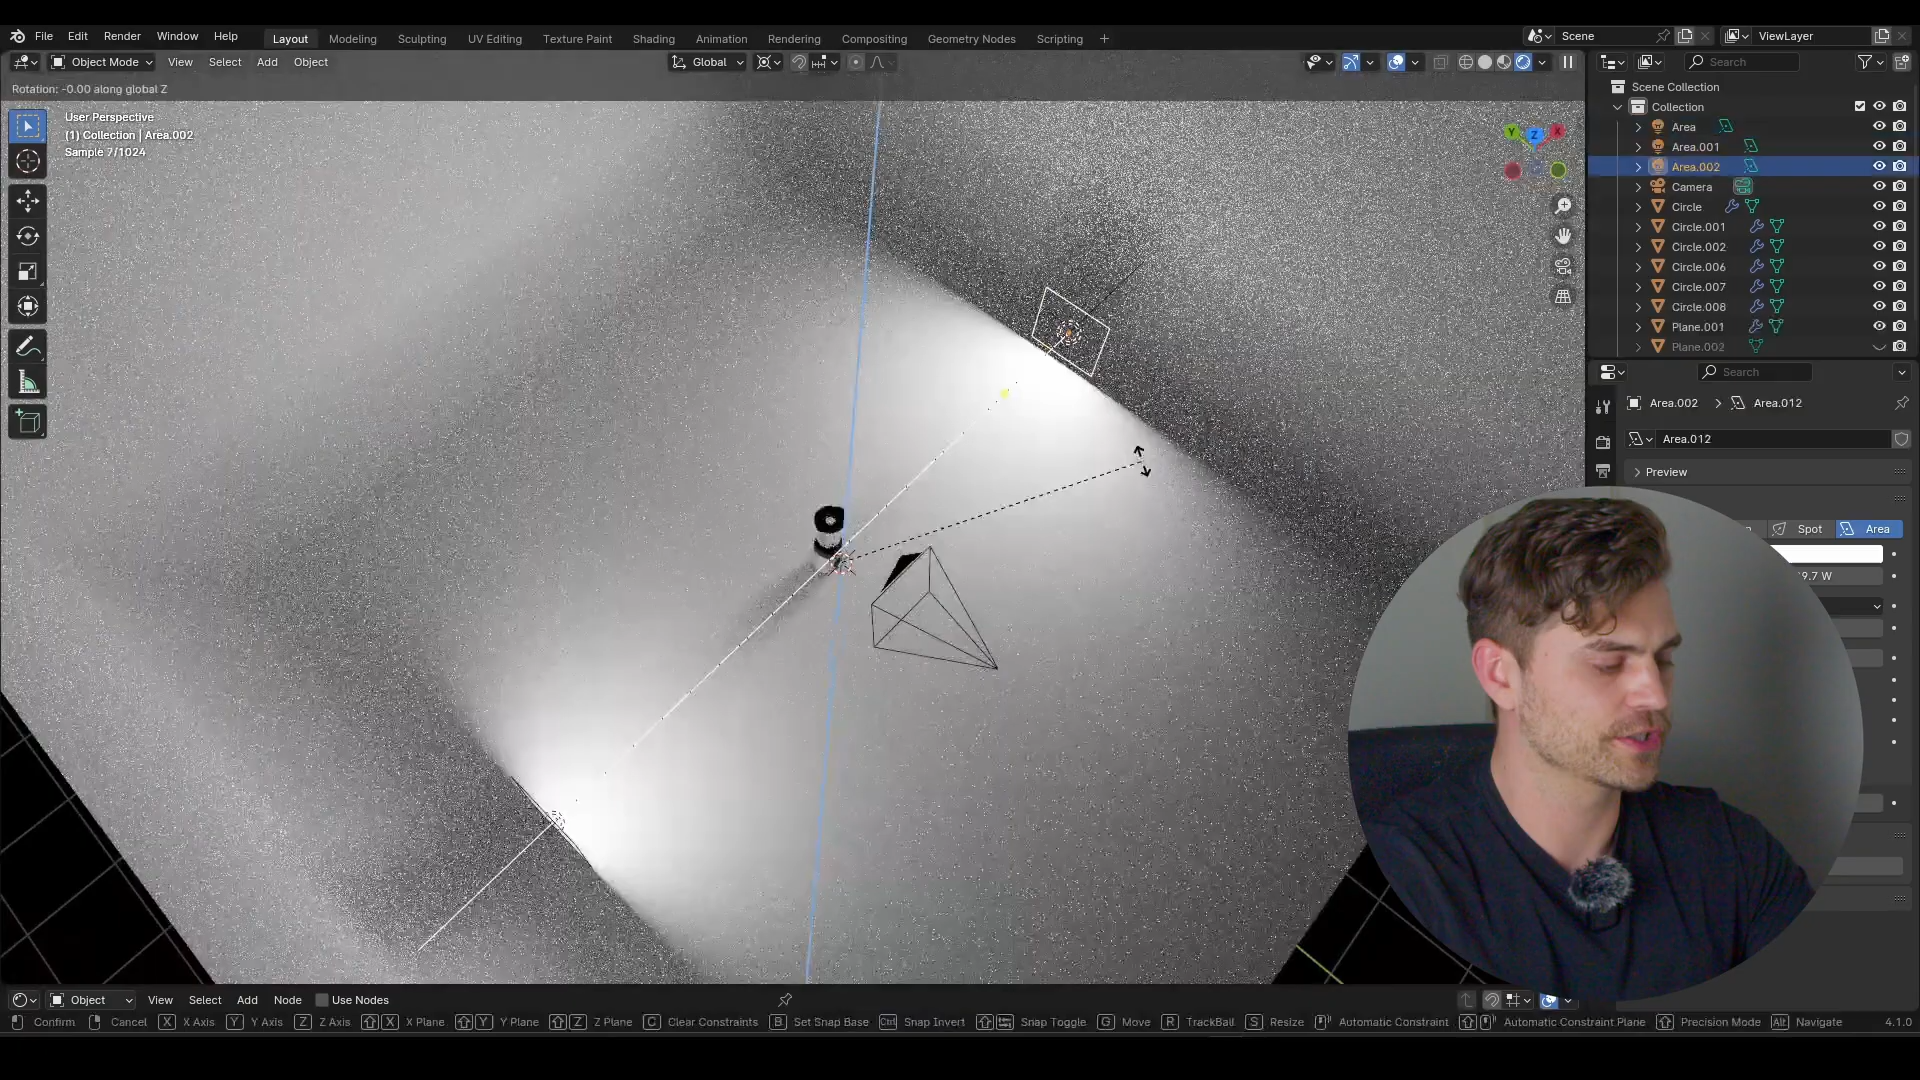 File Edit Render Window Help Layout Modeling Sculpting UV Editing Texture Paint Shading Animation Rendering Compositing Geometry Nodes Scripting + Scene ViewLayer
Object Mode View Select Add Object Global Search
Rotation: -0.00 along global Z
User Perspective
(1) Collection | Area.002
Sample 7/1024
Y Z X
Scene Collection
Collection
Area
Area.001
Area.002
Camera
Circle
Circle.001
Circle.002
Circle.006
Circle.007
Circle.008
Plane.001
Plane.002
Search
Area.002 > Area.012
Area.012
Preview
Spot Area
9.7 W
Object View Select Add Node Use Nodes
Confirm Cancel X X Axis Y Y Axis Z Z Axis X X Plane Y Y Plane Z Z Plane C Clear Constraints B Set Snap Base Ctrl Snap Invert Snap Toggle G Move R TrackBall S Resize Automatic Constraint Automatic Constraint Plane Precision Mode Alt Navigate 4.1.0